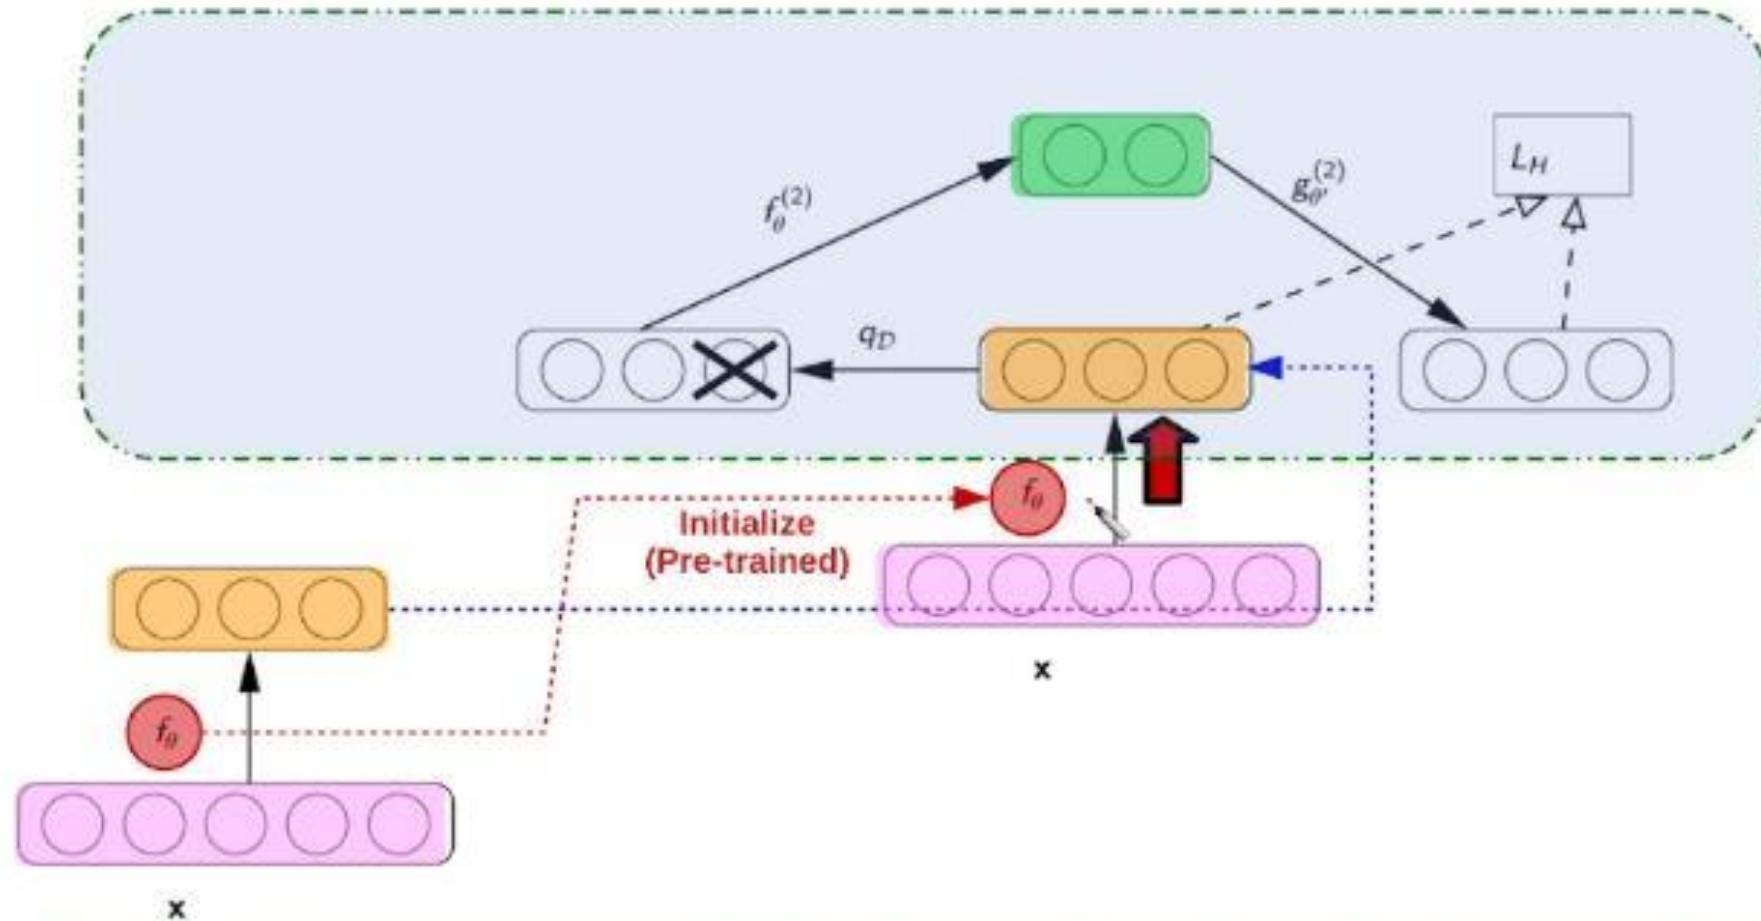 L_H
g_θ'^(2)
f_θ^(2)
q_D
f_θ
Initialize
(Pre-trained)
x
f_θ
x